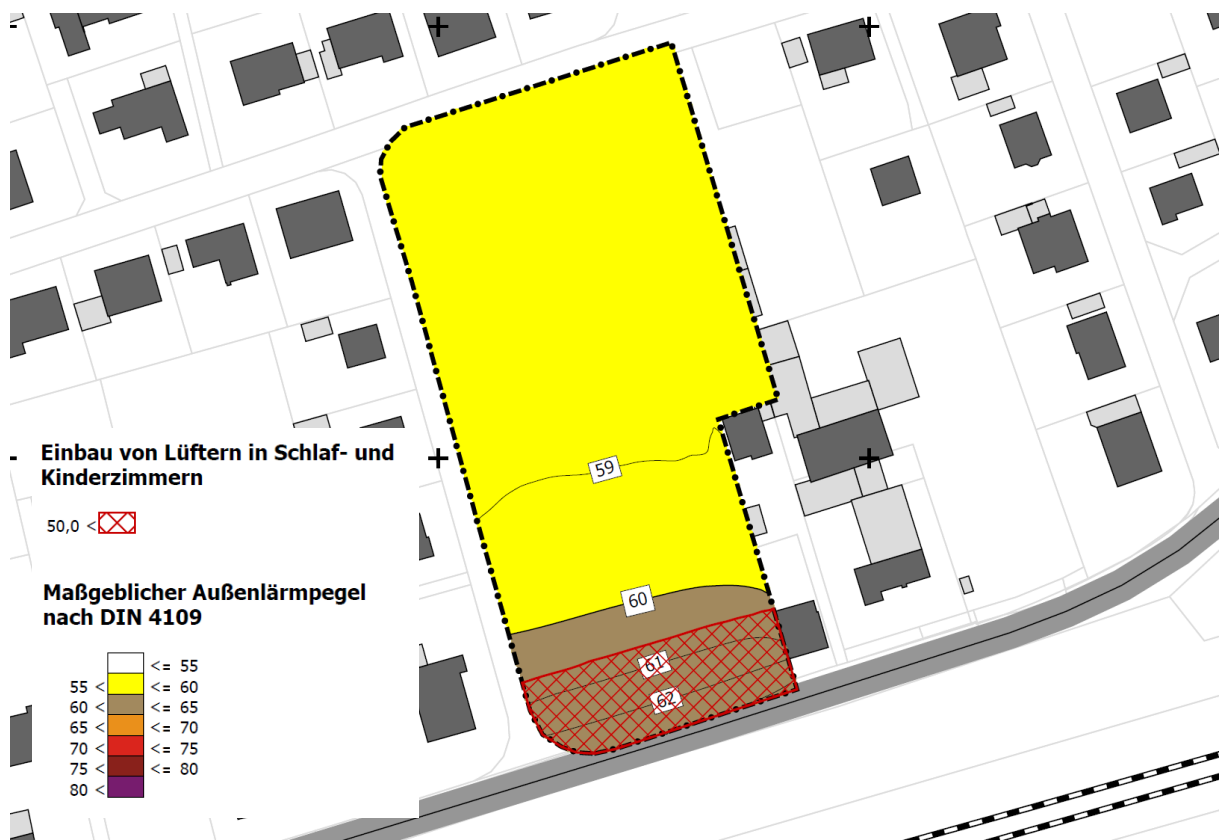 59
60
61
62
Einbau von Lüftern in Schlaf- und
Kinderzimmern
50,0 <
Maßgeblicher Außenlärmpegel
nach DIN 4109
<= 55
55 < <= 60
60 < <= 65
65 < <= 70
70 < <= 75
75 < <= 80
80 <